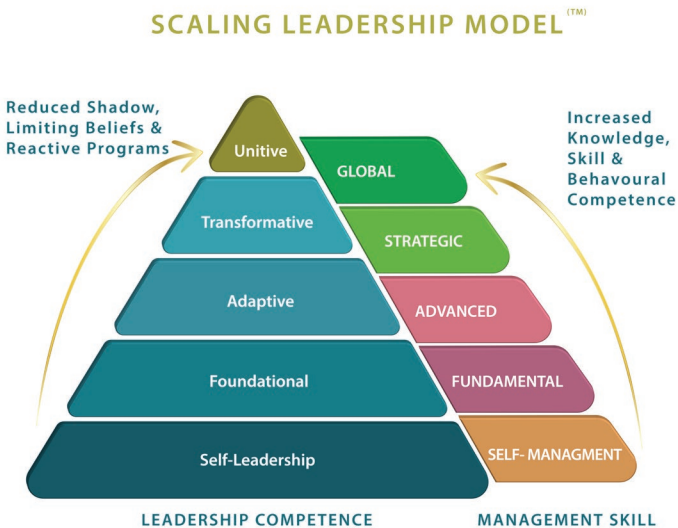 SCALING LEADERSHIP MODEL (TM)
Reduced Shadow,
Limiting Beliefs &
Reactive Programs
Increased
Knowledge,
Skill &
Behavoural
Competence
Unitive
GLOBAL
Transformative
STRATEGIC
Adaptive
ADVANCED
Foundational
FUNDAMENTAL
Self-Leadership
SELF- MANAGMENT
LEADERSHIP COMPETENCE
MANAGEMENT SKILL